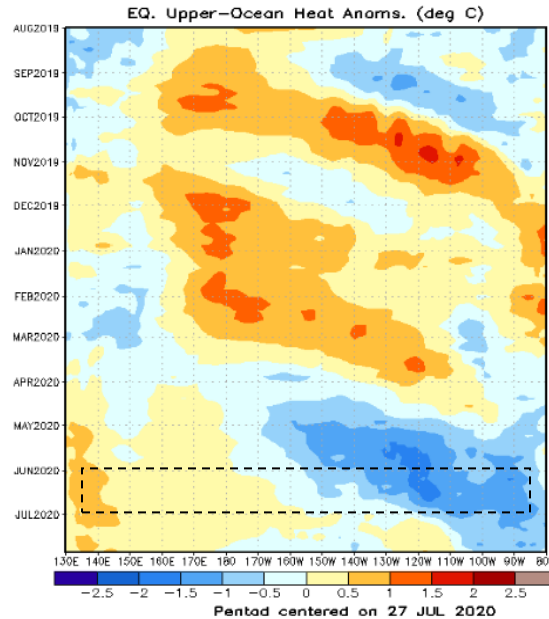 EQ. Upper-Ocean Heat Anoms. (deg C)
AUG2019
SEP2019
OCT2019
NOV2019
DEC2019
JAN2020
FEB2020
MAR2020
APR2020
MAY2020
JUN2020
JUL2020
130E 140E 150E 160E 170E 180 170W 160W 150W 140W 130W 120W 110W 100W 90W 80
-2.5 -2 -1.5 -1 -0.5 0 0.5 1 1.5 2 2.5
Pentad centered on 27 JUL 2020